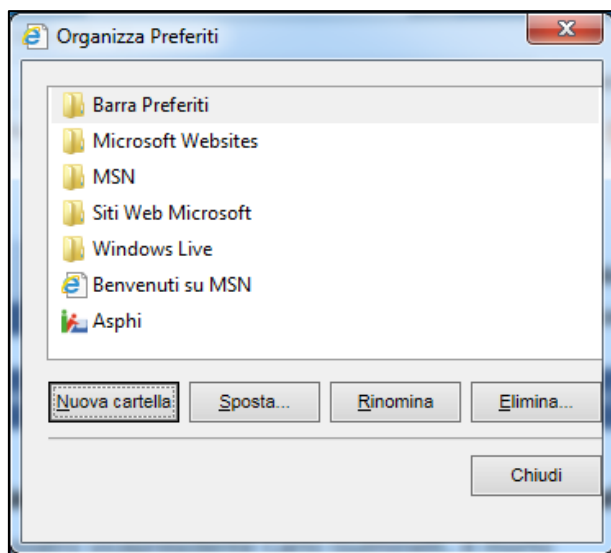 Organizza Preferiti
Barra Preferiti
Microsoft Websites
MSN
Siti Web Microsoft
Windows Live
Benvenuti su MSN
Asphi
Nuova cartella Sposta... Rinomina Elimina...
Chiudi